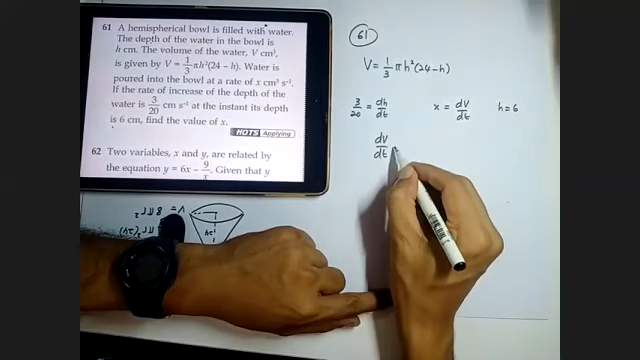 61 A hemispherical bowl is filled with water.
The depth of the water in the bowl is
h cm. The volume of the water, V cm³,
is given by V = 1/3 πh²(24 – h). Water is
poured into the bowl at a rate of x cm³ s⁻¹.
If the rate of increase of the depth of the
water is 3/20 cm s⁻¹ at the instant its depth
is 6 cm, find the value of x.
HOTS Applying
62 Two variables, x and y, are related by
the equation y = 6x – 9/x. Given that y
61
V = 1/3 πh²(24-h)
3/20 = dh/dt x = dV/dt h = 6
dV/dt
V = 8πr²
πr²(24)
24